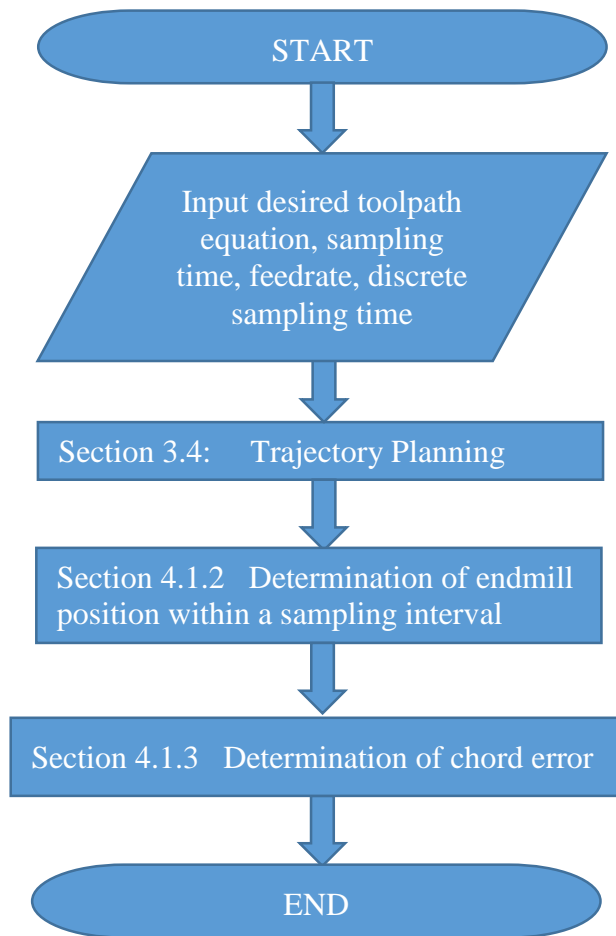 START
Input desired toolpath
equation, sampling
time, feedrate, discrete
sampling time
Section 3.4: Trajectory Planning
Section 4.1.2 Determination of endmill
position within a sampling interval
Section 4.1.3 Determination of chord error
END